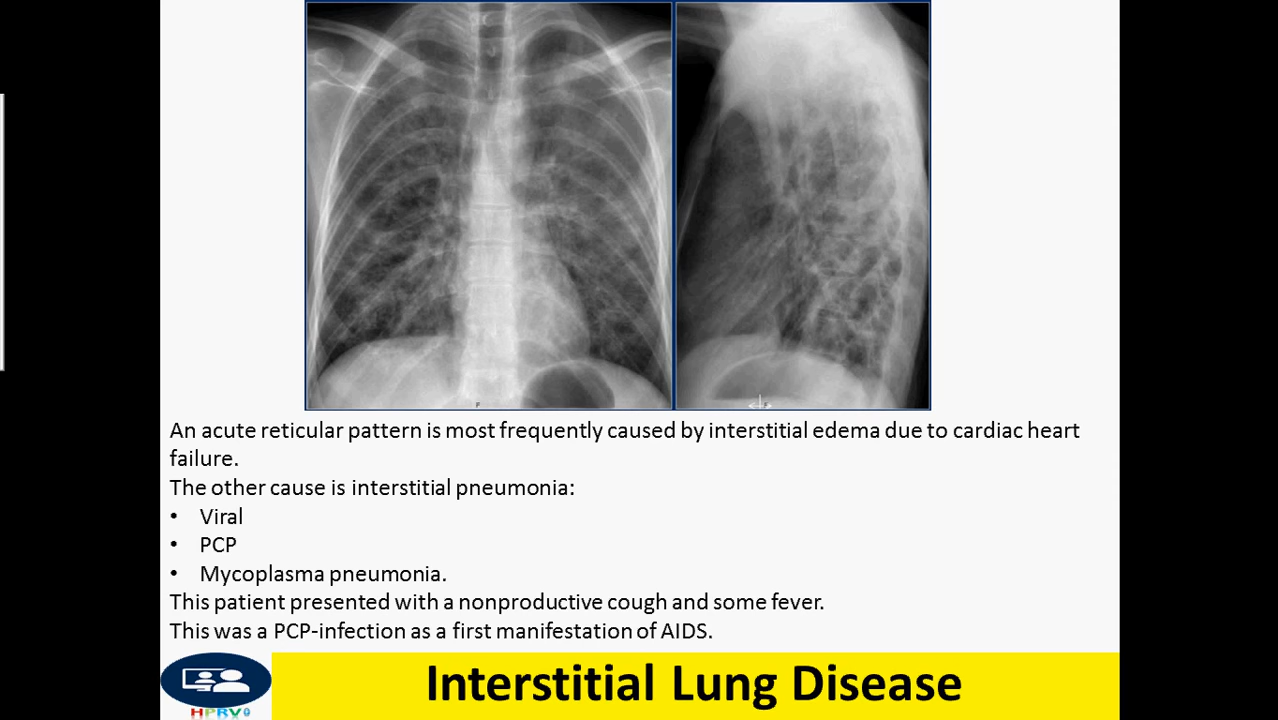 An acute reticular pattern is most frequently caused by interstitial edema due to cardiac heart
failure.
The other cause is interstitial pneumonia:
• Viral
• PCP
• Mycoplasma pneumonia.
This patient presented with a nonproductive cough and some fever.
This was a PCP-infection as a first manifestation of AIDS.
Interstitial Lung Disease
HPRV